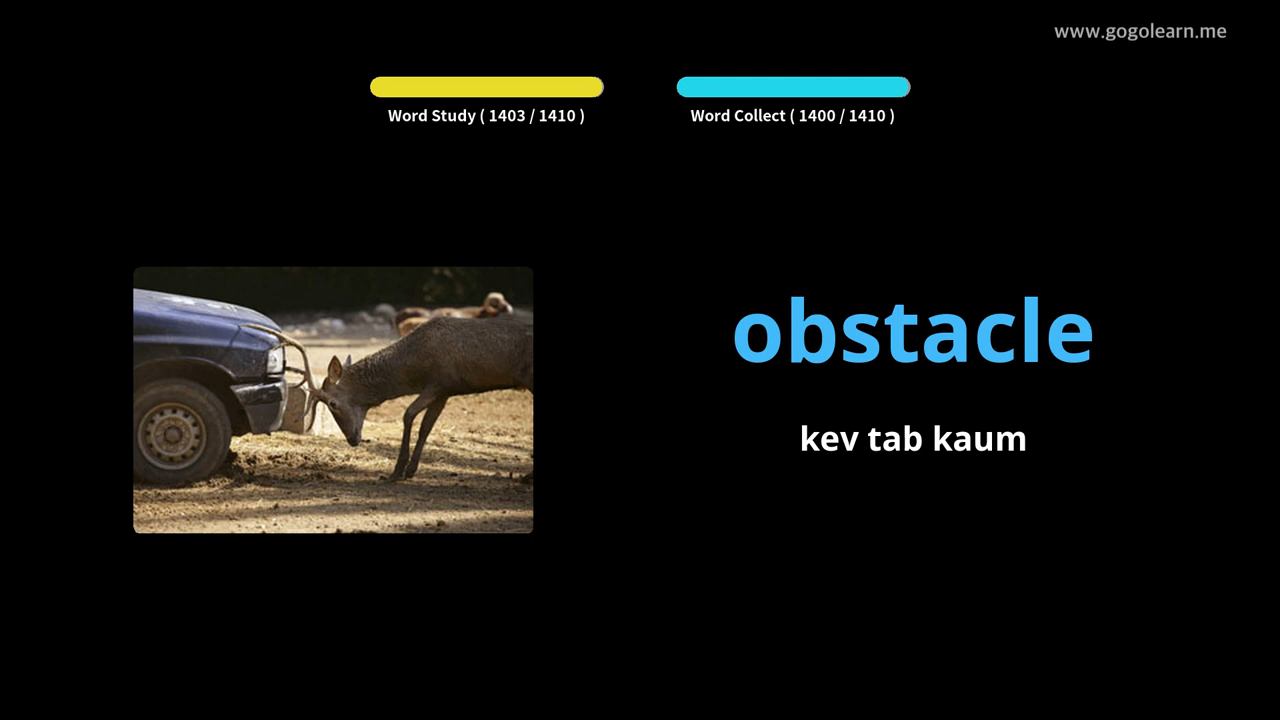 www.gogolearn.me
Word Study ( 1403 / 1410 )
Word Collect ( 1400 / 1410 )
obstacle
kev tab kaum